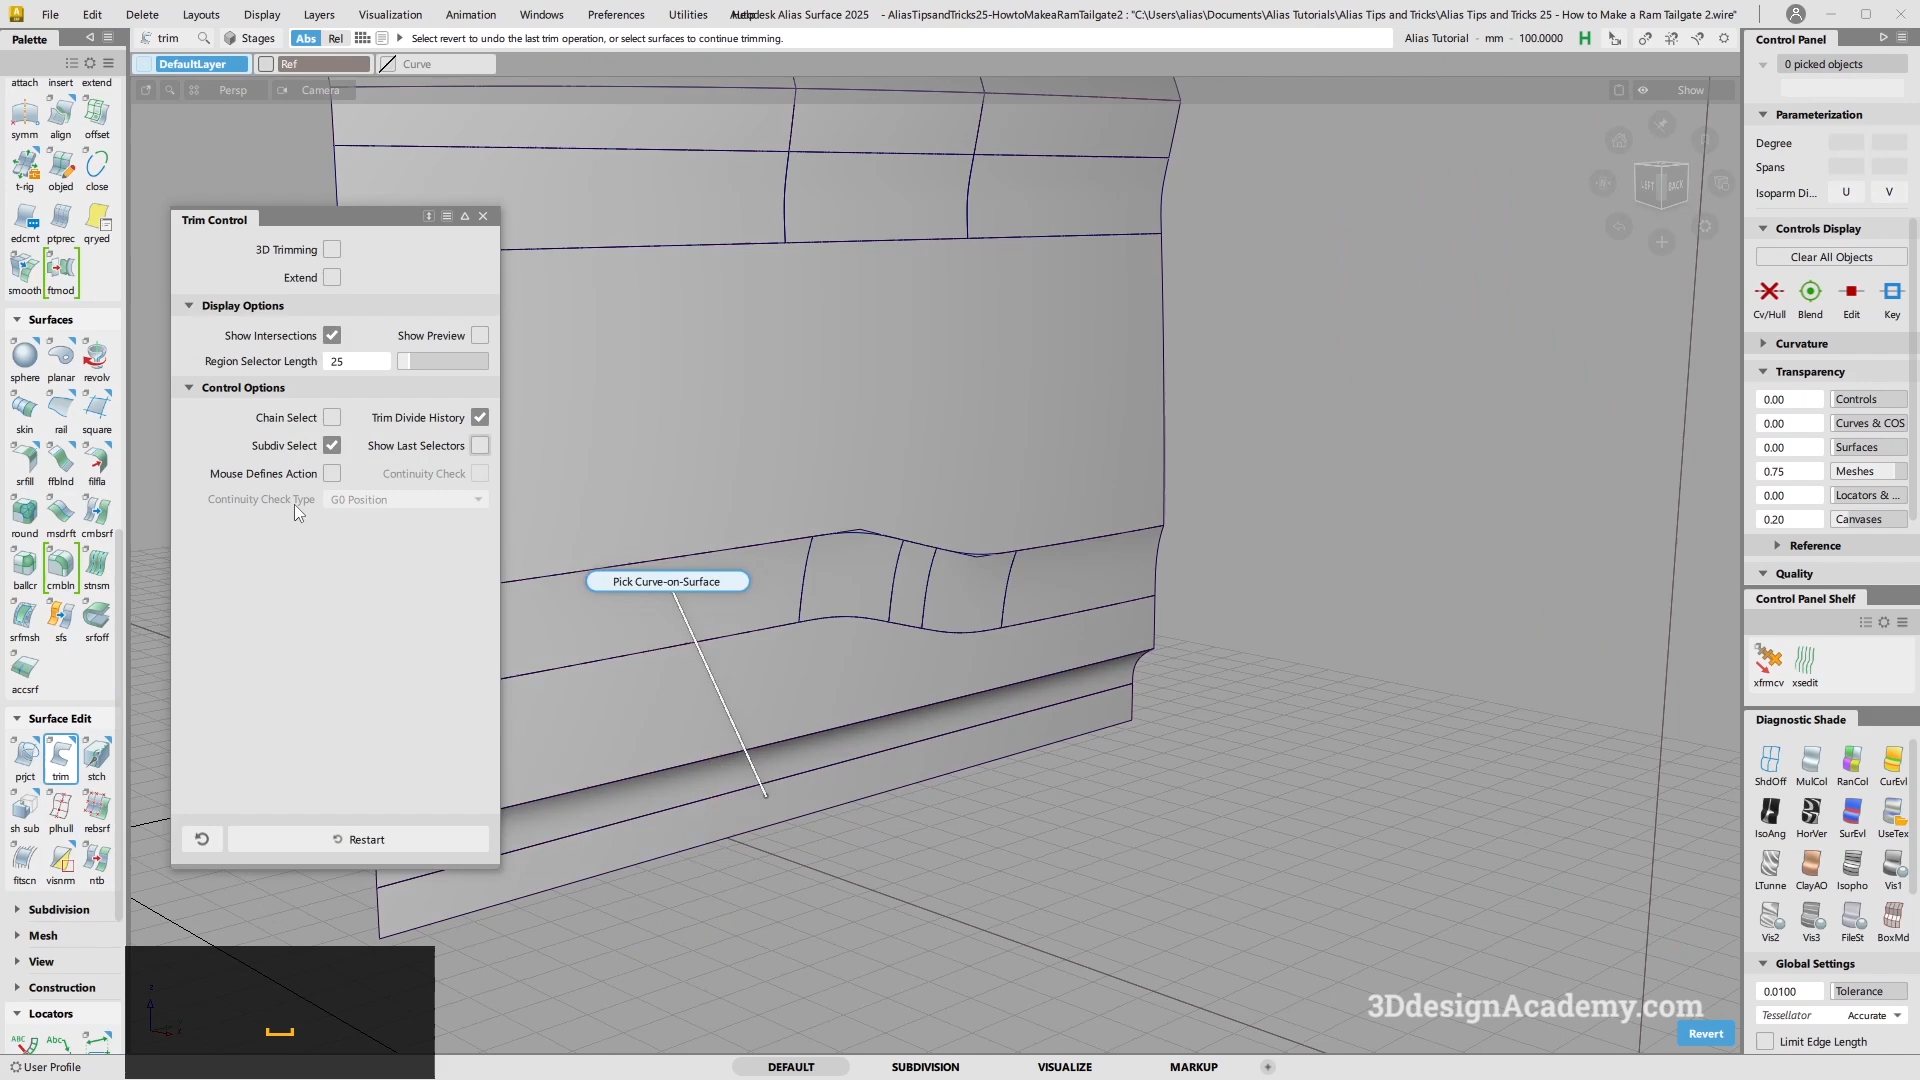 File Edit Delete Layouts Display Layers Visualization Animation Windows Preferences Utilities
Autodesk Alias Surface 2025 - AliasTipsandTricks25-HowtoMakeaRamTailgate2 : "C:\Users\alias\Documents\Alias Tutorials\Alias Tips and Tricks\Alias Tips and Tricks 25 - How to Make a Ram Tailgate 2.wire"
Palette
trim Stages Abs Rel Select revert to undo the last trim operation, or select surfaces to continue trimming.
Alias Tutorial - mm - 100.0000 H
DefaultLayer Ref Curve
Persp Camera Show
attach insert extend
symm align offset
t-rig objed close
edcmt ptprec qryed
smooth ftmod
Surfaces
sphere planar revolv
skin rail square
srfill ffblnd filfla
round msdrft cmbsrf
ballcr cmbln stnsm
srfmsh sfs srfoff
accsrf
Surface Edit
prjct trim stch
sh sub plhull rebsrf
fitscn visnrm ntb
Subdivision
Mesh
View
Construction
Locators
ABC Abc
User Profile
Trim Control
3D Trimming
Extend
Display Options
Show Intersections Show Preview
Region Selector Length 25
Control Options
Chain Select Trim Divide History
Subdiv Select Show Last Selectors
Mouse Defines Action Continuity Check
Continuity Check Type G0 Position
Restart
Pick Curve-on-Surface
LEFT BACK
3DdesignAcademy.com
Revert
DEFAULT SUBDIVISION VISUALIZE MARKUP
Control Panel
0 picked objects
Parameterization
Degree
Spans
Isoparm Di... U V
Controls Display
Clear All Objects
Cv/Hull Blend Edit Key
Curvature
Transparency
0.00 Controls
0.00 Curves & COS
0.00 Surfaces
0.75 Meshes
0.00 Locators & ...
0.20 Canvases
Reference
Quality
Control Panel Shelf
xfrmcv xsedit
Diagnostic Shade
ShdOff MulCol RanCol CurEvl
IsoAng HorVer SurEvl UseTex
LTunne ClayAO Isopho Vis1
Vis2 Vis3 FileSt BoxMd
Global Settings
0.0100 Tolerance
Tessellator Accurate
Limit Edge Length